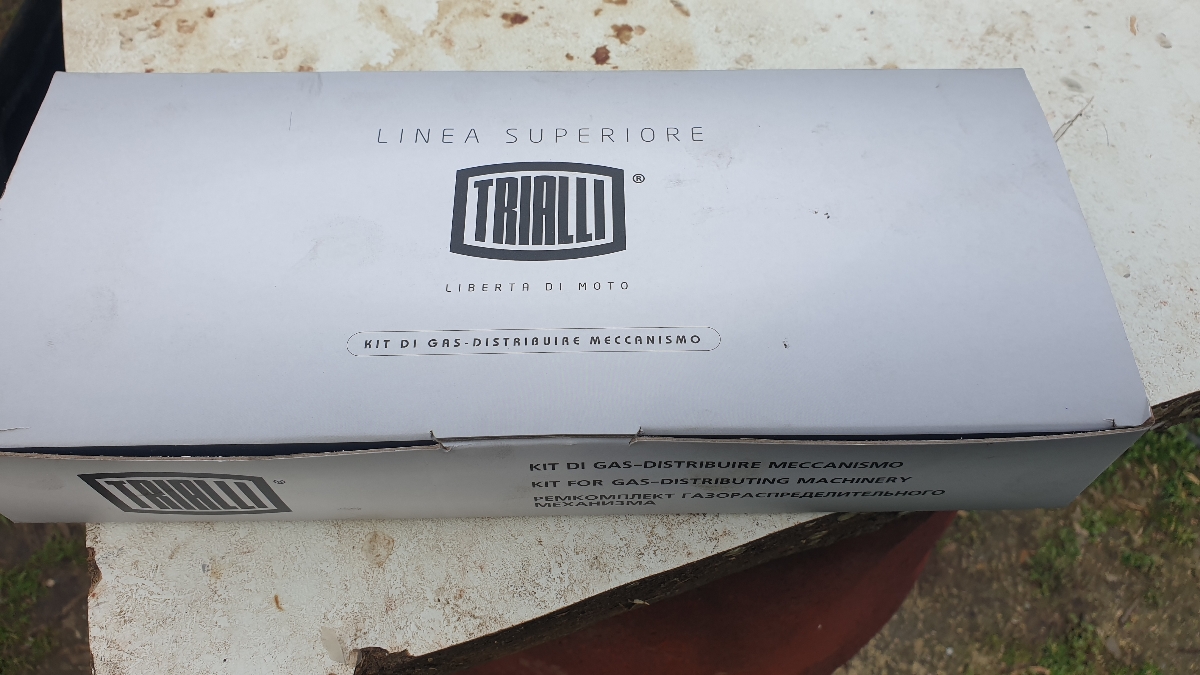 LINEA SUPERIORE
TRIALLI®
LIBERTA DI MOTO
KIT DI GAS-DISTRIBUIRE MECCANISMO
TRIALLI®
KIT DI GAS-DISTRIBUIRE MECCANISMO
KIT FOR GAS-DISTRIBUTING MACHINERY
РЕМКОМПЛЕКТ ГАЗОРАСПРЕДЕЛИТЕЛЬНОГО
МЕХАНИЗМА